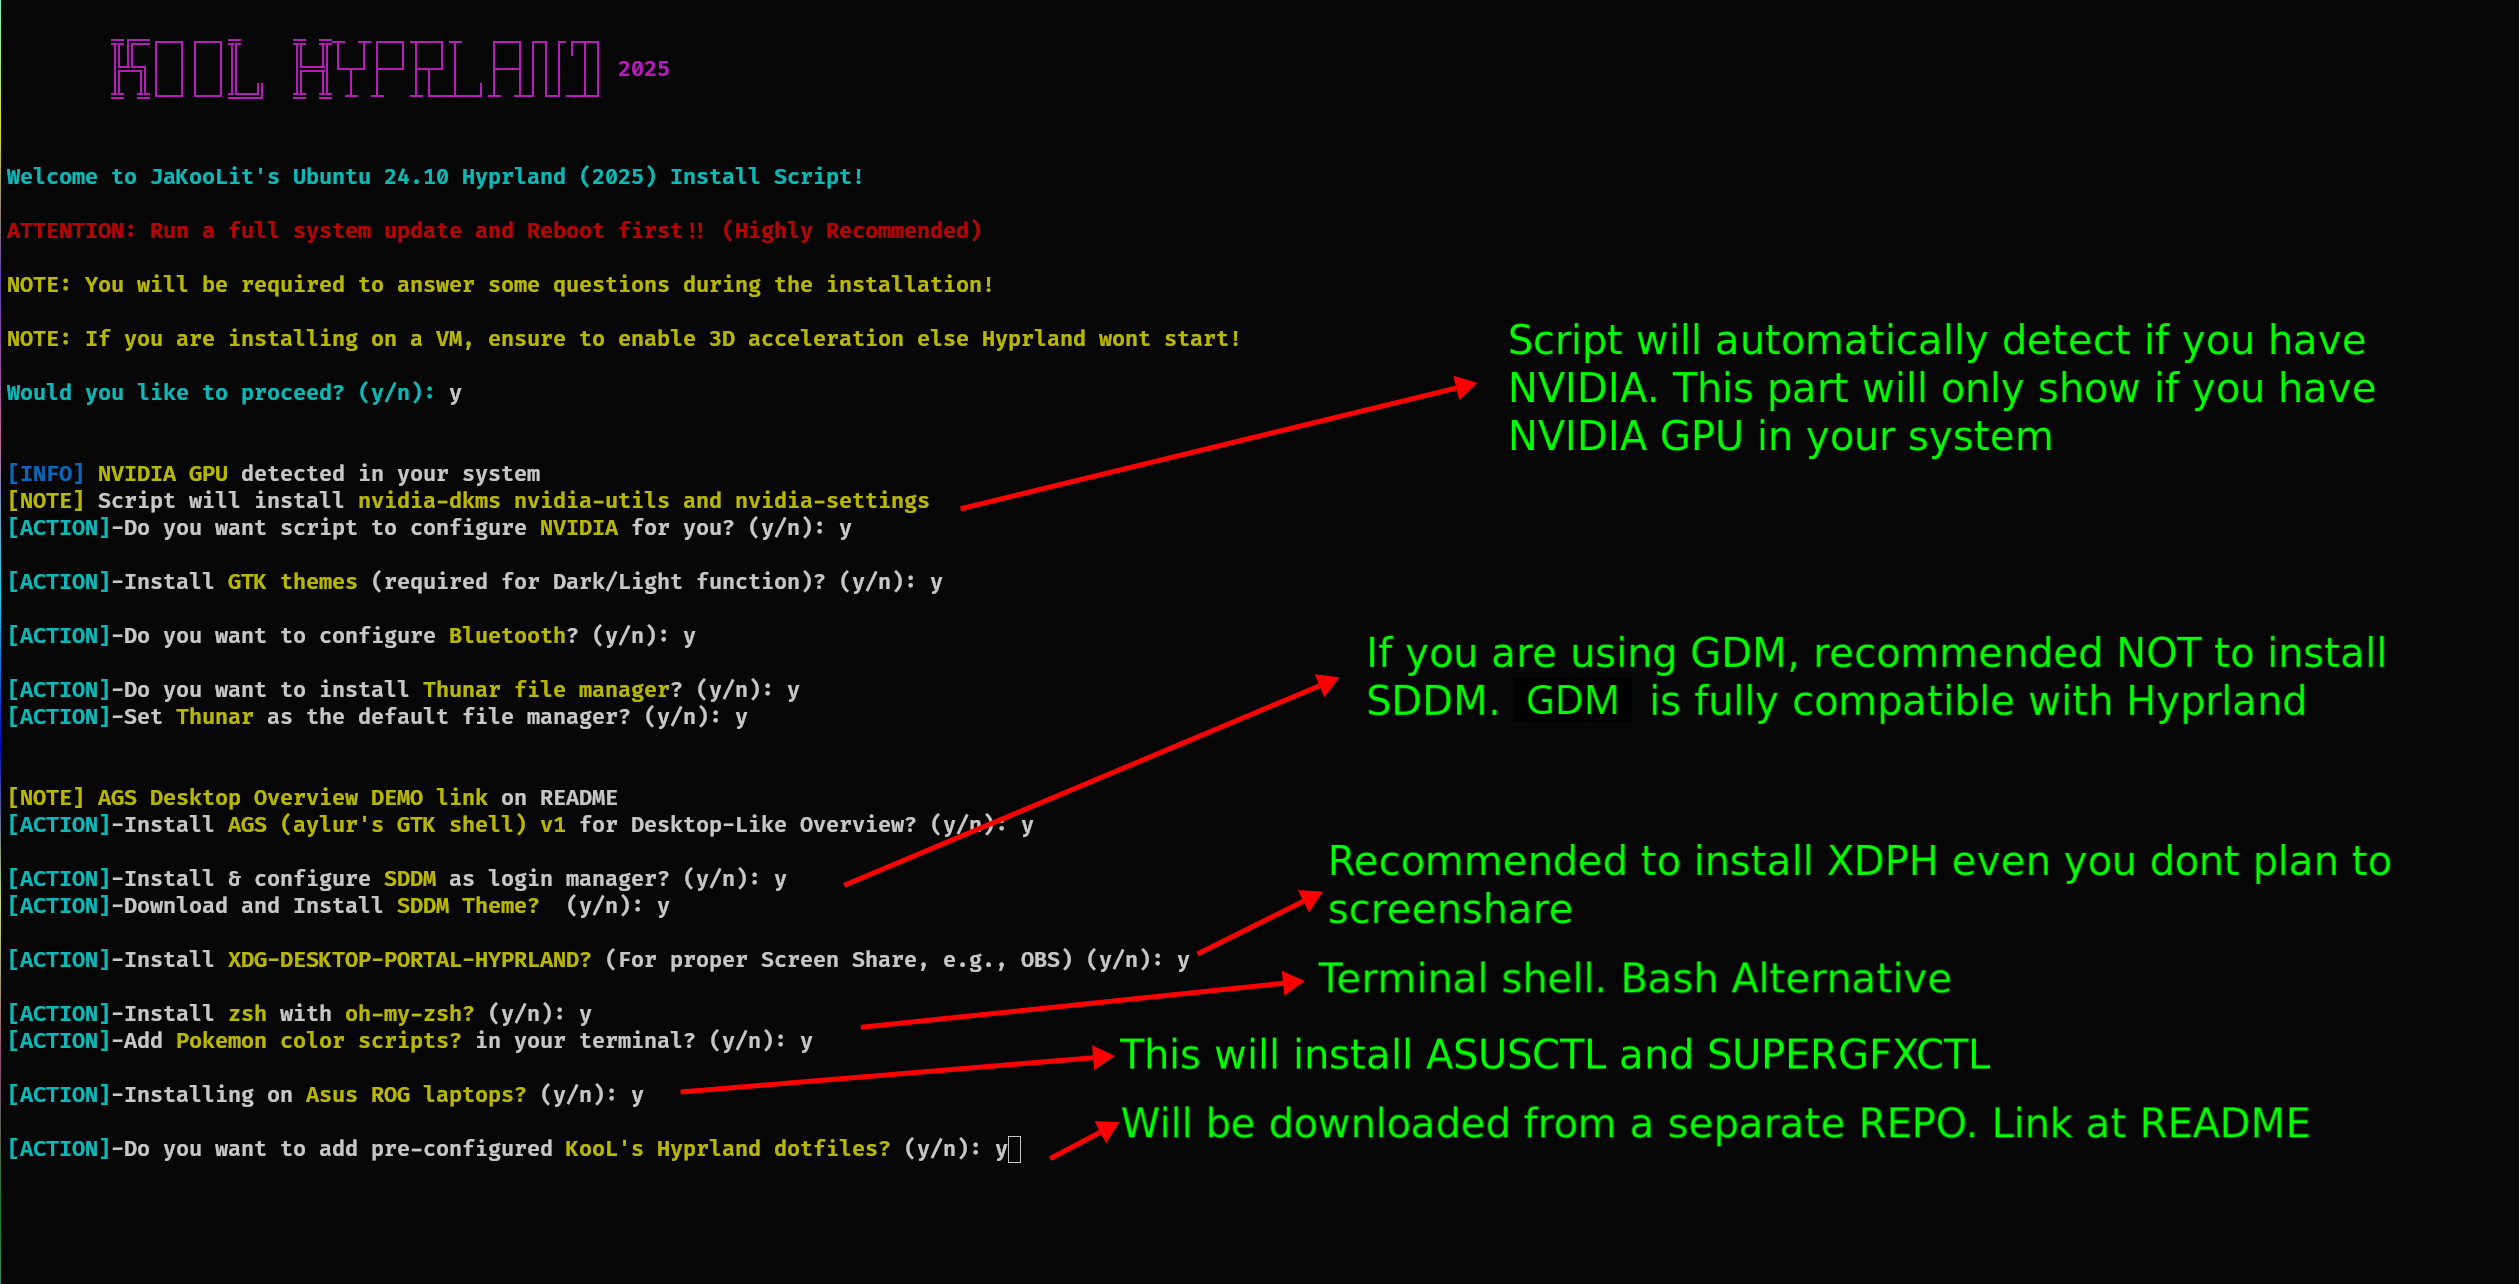 KOOL HYPRLAND 2025
Welcome to JaKooLit's Ubuntu 24.10 Hyprland (2025) Install Script!
ATTENTION: Run a full system update and Reboot first!! (Highly Recommended)
NOTE: You will be required to answer some questions during the installation!
NOTE: If you are installing on a VM, ensure to enable 3D acceleration else Hyprland wont start!
Would you like to proceed? (y/n): y
Script will automatically detect if you have
NVIDIA. This part will only show if you have
NVIDIA GPU in your system
[INFO] NVIDIA GPU detected in your system
[NOTE] Script will install nvidia-dkms nvidia-utils and nvidia-settings
[ACTION]-Do you want script to configure NVIDIA for you? (y/n): y
[ACTION]-Install GTK themes (required for Dark/Light function)? (y/n): y
[ACTION]-Do you want to configure Bluetooth? (y/n): y
[ACTION]-Do you want to install Thunar file manager? (y/n): y
[ACTION]-Set Thunar as the default file manager? (y/n): y
If you are using GDM, recommended NOT to install
SDDM. GDM is fully compatible with Hyprland
[NOTE] AGS Desktop Overview DEMO link on README
[ACTION]-Install AGS (aylur's GTK shell) v1 for Desktop-Like Overview? (y/n): y
[ACTION]-Install & configure SDDM as login manager? (y/n): y
[ACTION]-Download and Install SDDM Theme? (y/n): y
Recommended to install XDPH even you dont plan to
screenshare
[ACTION]-Install XDG-DESKTOP-PORTAL-HYPRLAND? (For proper Screen Share, e.g., OBS) (y/n): y
Terminal shell. Bash Alternative
[ACTION]-Install zsh with oh-my-zsh? (y/n): y
[ACTION]-Add Pokemon color scripts? in your terminal? (y/n): y
This will install ASUSCTL and SUPERGFXCTL
[ACTION]-Installing on Asus ROG laptops? (y/n): y
Will be downloaded from a separate REPO. Link at README
[ACTION]-Do you want to add pre-configured KooL's Hyprland dotfiles? (y/n): y